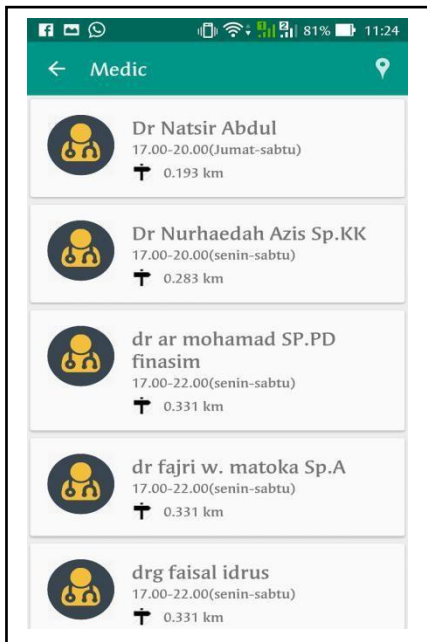 81% 11:24
Medic
Dr Natsir Abdul
17.00-20.00(Jumat-sabtu)
0.193 km
Dr Nurhaedah Azis Sp.KK
17.00-20.00(senin-sabtu)
0.283 km
dr ar mohamad SP.PD
finasim
17.00-22.00(senin-sabtu)
0.331 km
dr fajri w. matoka Sp.A
17.00-22.00(senin-sabtu)
0.331 km
drg faisal idrus
17.00-22.00(senin-sabtu)
0.331 km